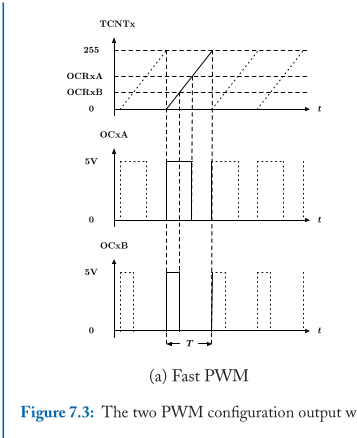 TCNTx
255
OCRxA
OCRxB
0
t
OCxA
5V
0
t
OCxB
5V
0
t
T
(a) Fast PWM
Figure 7.3: The two PWM configuration output w